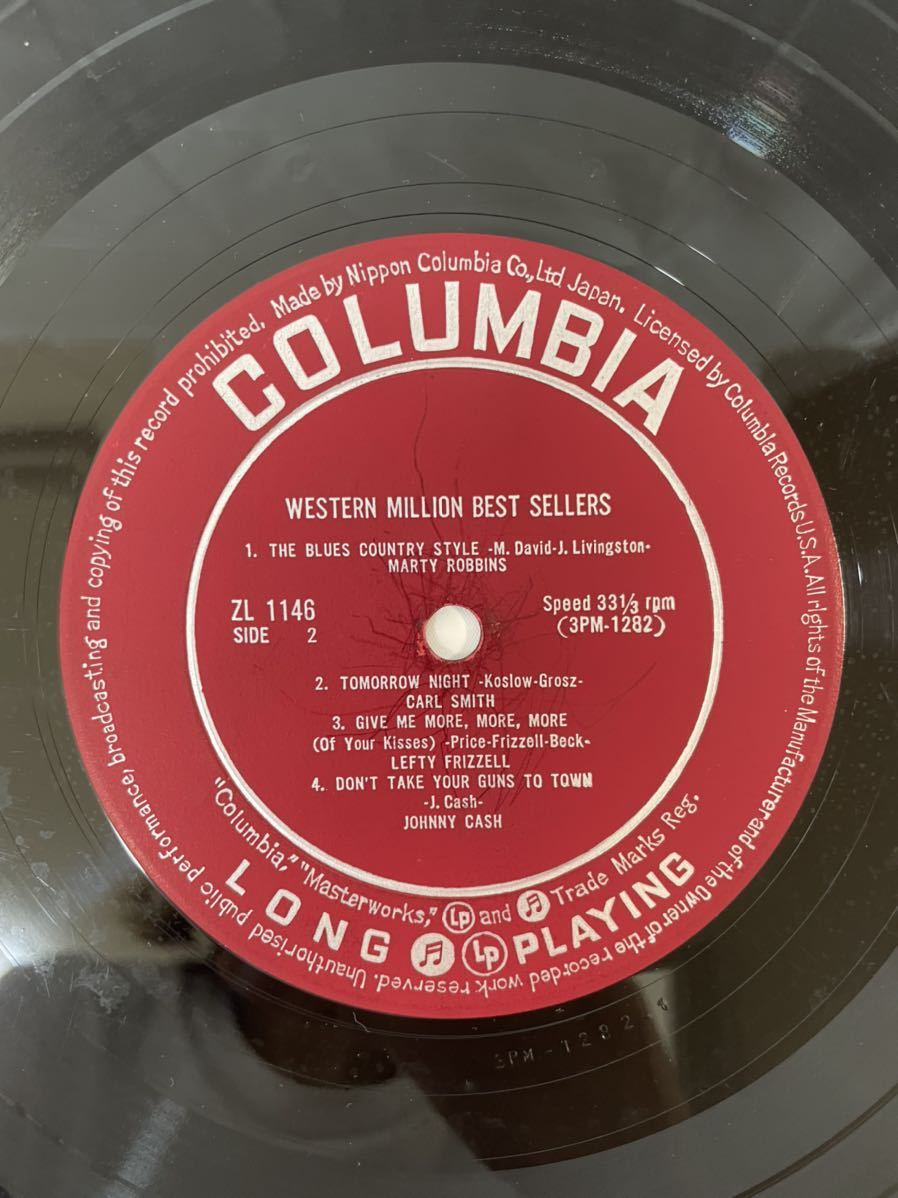 Unauthorised public performance, broadcasting and copying of this record prohibited. Made by Nippon Columbia Co., Ltd Japan. Licensed by Columbia Records U.S.A. All rights of the Manufacturer and of the Owner of the recorded work reserved.
COLUMBIA
WESTERN MILLION BEST SELLERS
1. THE BLUES COUNTRY STYLE -M. David-J. Livingston-
MARTY ROBBINS
ZL 1146
SIDE 2
Speed 33 1/3 rpm
(3PM-1282)
2. TOMORROW NIGHT -Koslow-Grosz-
CARL SMITH
3. GIVE ME MORE, MORE, MORE
(Of Your Kisses) -Price-Frizzell-Beck-
LEFTY FRIZZELL
4. DON'T TAKE YOUR GUNS TO TOWN
-J. Cash-
JOHNNY CASH
"Columbia," "Masterworks," Lp and Trade Marks Reg.
LONG Lp PLAYING
3PM-1282